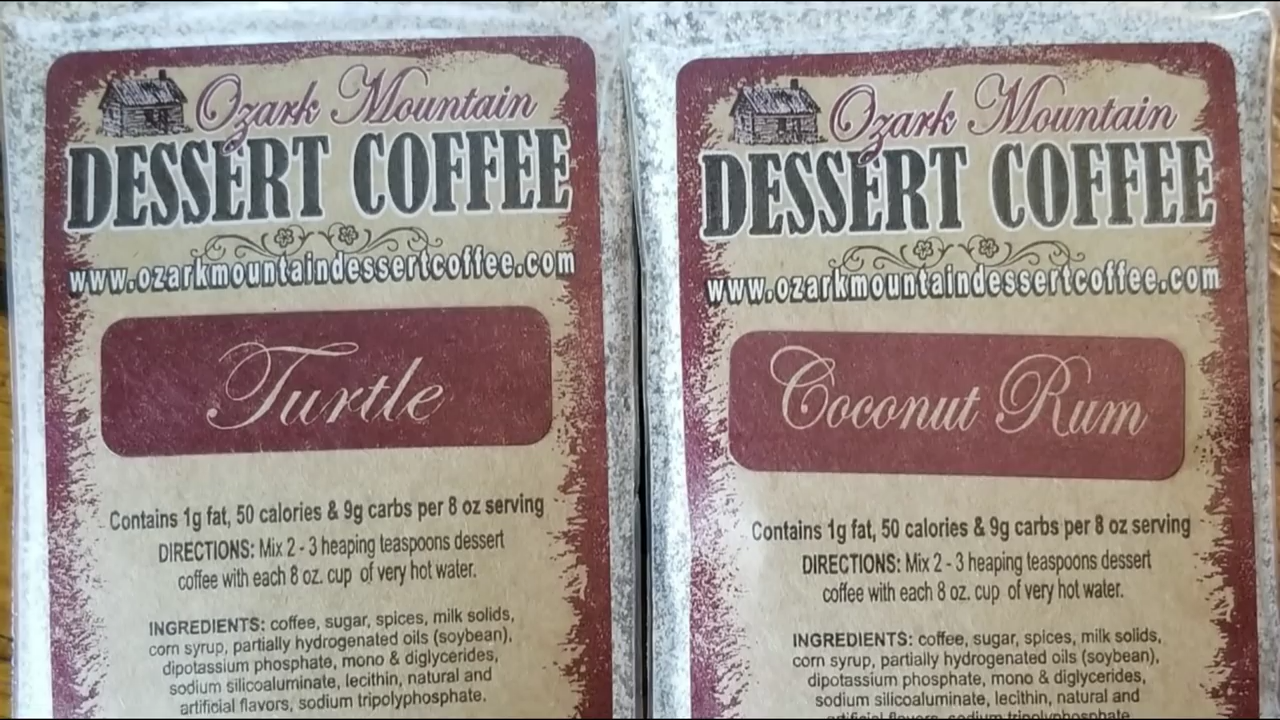 Ozark Mountain
DESSERT COFFEE
www.ozarkmountaindessertcoffee.com
Turtle
Contains 1g fat, 50 calories & 9g carbs per 8 oz serving
DIRECTIONS: Mix 2 - 3 heaping teaspoons dessert
coffee with each 8 oz. cup of very hot water.
INGREDIENTS: coffee, sugar, spices, milk solids,
corn syrup, partially hydrogenated oils (soybean),
dipotassium phosphate, mono & diglycerides,
sodium silicoaluminate, lecithin, natural and
artificial flavors, sodium tripolyphosphate.
Ozark Mountain
DESSERT COFFEE
www.ozarkmountaindessertcoffee.com
Coconut Rum
Contains 1g fat, 50 calories & 9g carbs per 8 oz serving
DIRECTIONS: Mix 2 - 3 heaping teaspoons dessert
coffee with each 8 oz. cup of very hot water.
INGREDIENTS: coffee, sugar, spices, milk solids,
corn syrup, partially hydrogenated oils (soybean),
dipotassium phosphate, mono & diglycerides,
sodium silicoaluminate, lecithin, natural and
artificial flavors, sodium tripolyphosphate